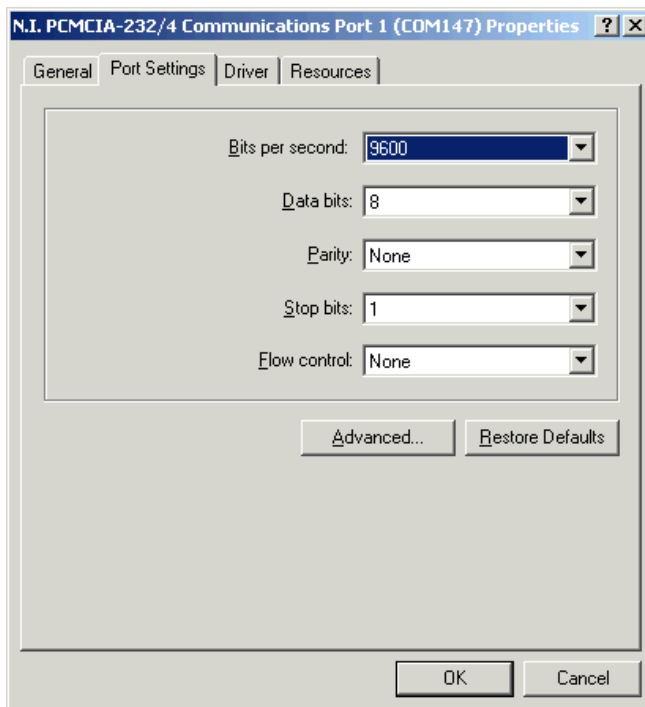 N.I. PCMCIA-232/4 Communications Port 1 (COM147) Properties ? X
General Port Settings Driver Resources
Bits per second: 9600
Data bits: 8
Parity: None
Stop bits: 1
Flow control: None
Advanced... Restore Defaults
OK Cancel